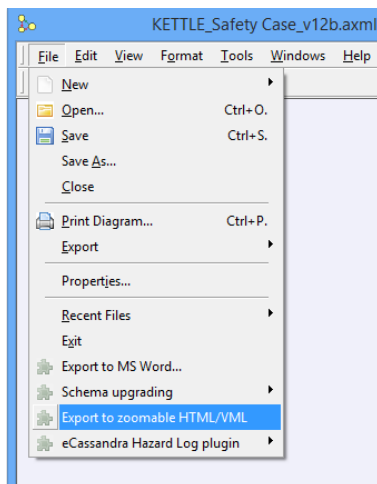 KETTLE_Safety Case_v12b.axml
File Edit View Format Tools Windows Help
New
Open... Ctrl+O.
Save Ctrl+S.
Save As...
Close
Print Diagram... Ctrl+P.
Export
Properties...
Recent Files
Exit
Export to MS Word...
Schema upgrading
Export to zoomable HTML/VML
eCassandra Hazard Log plugin